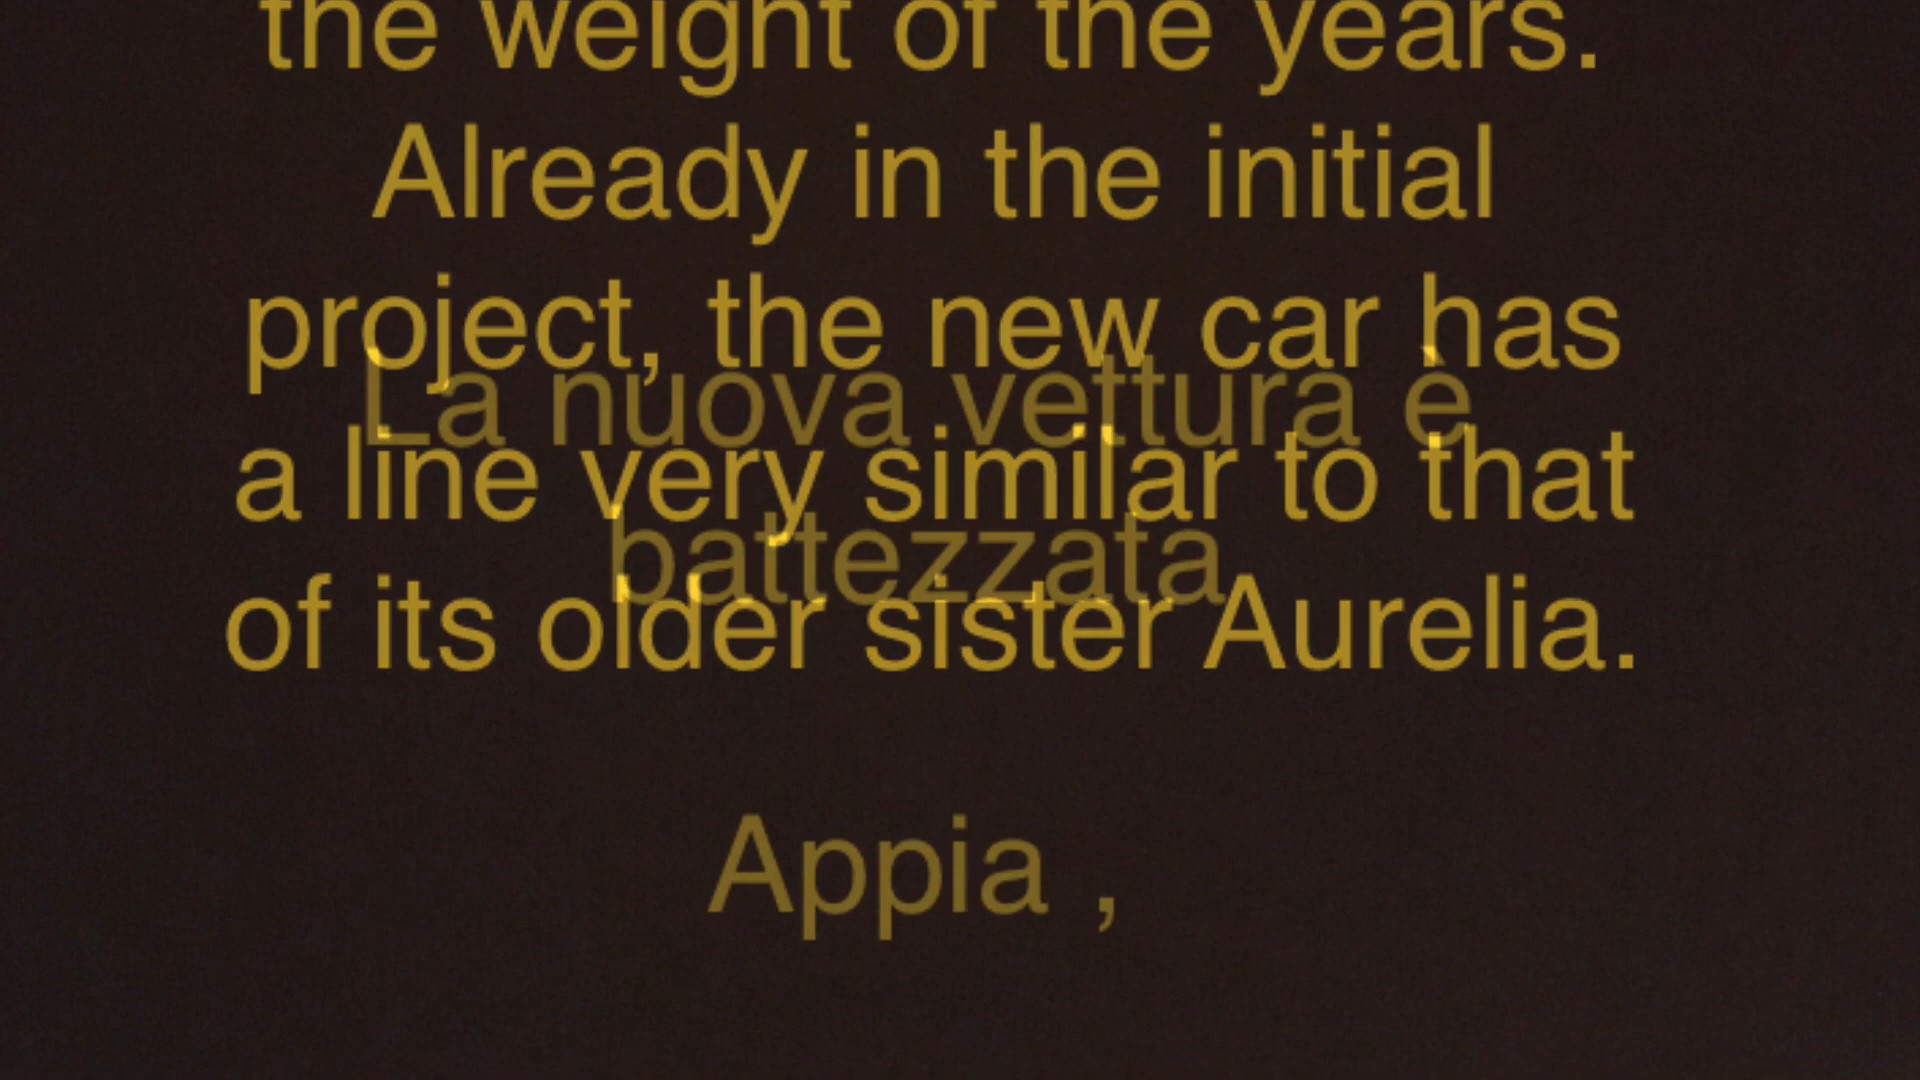 the weight of the years.
Already in the initial
project, the new car has
La nuova vettura è
a line very similar to that
battezzata
of its older sister Aurelia.
Appia ,